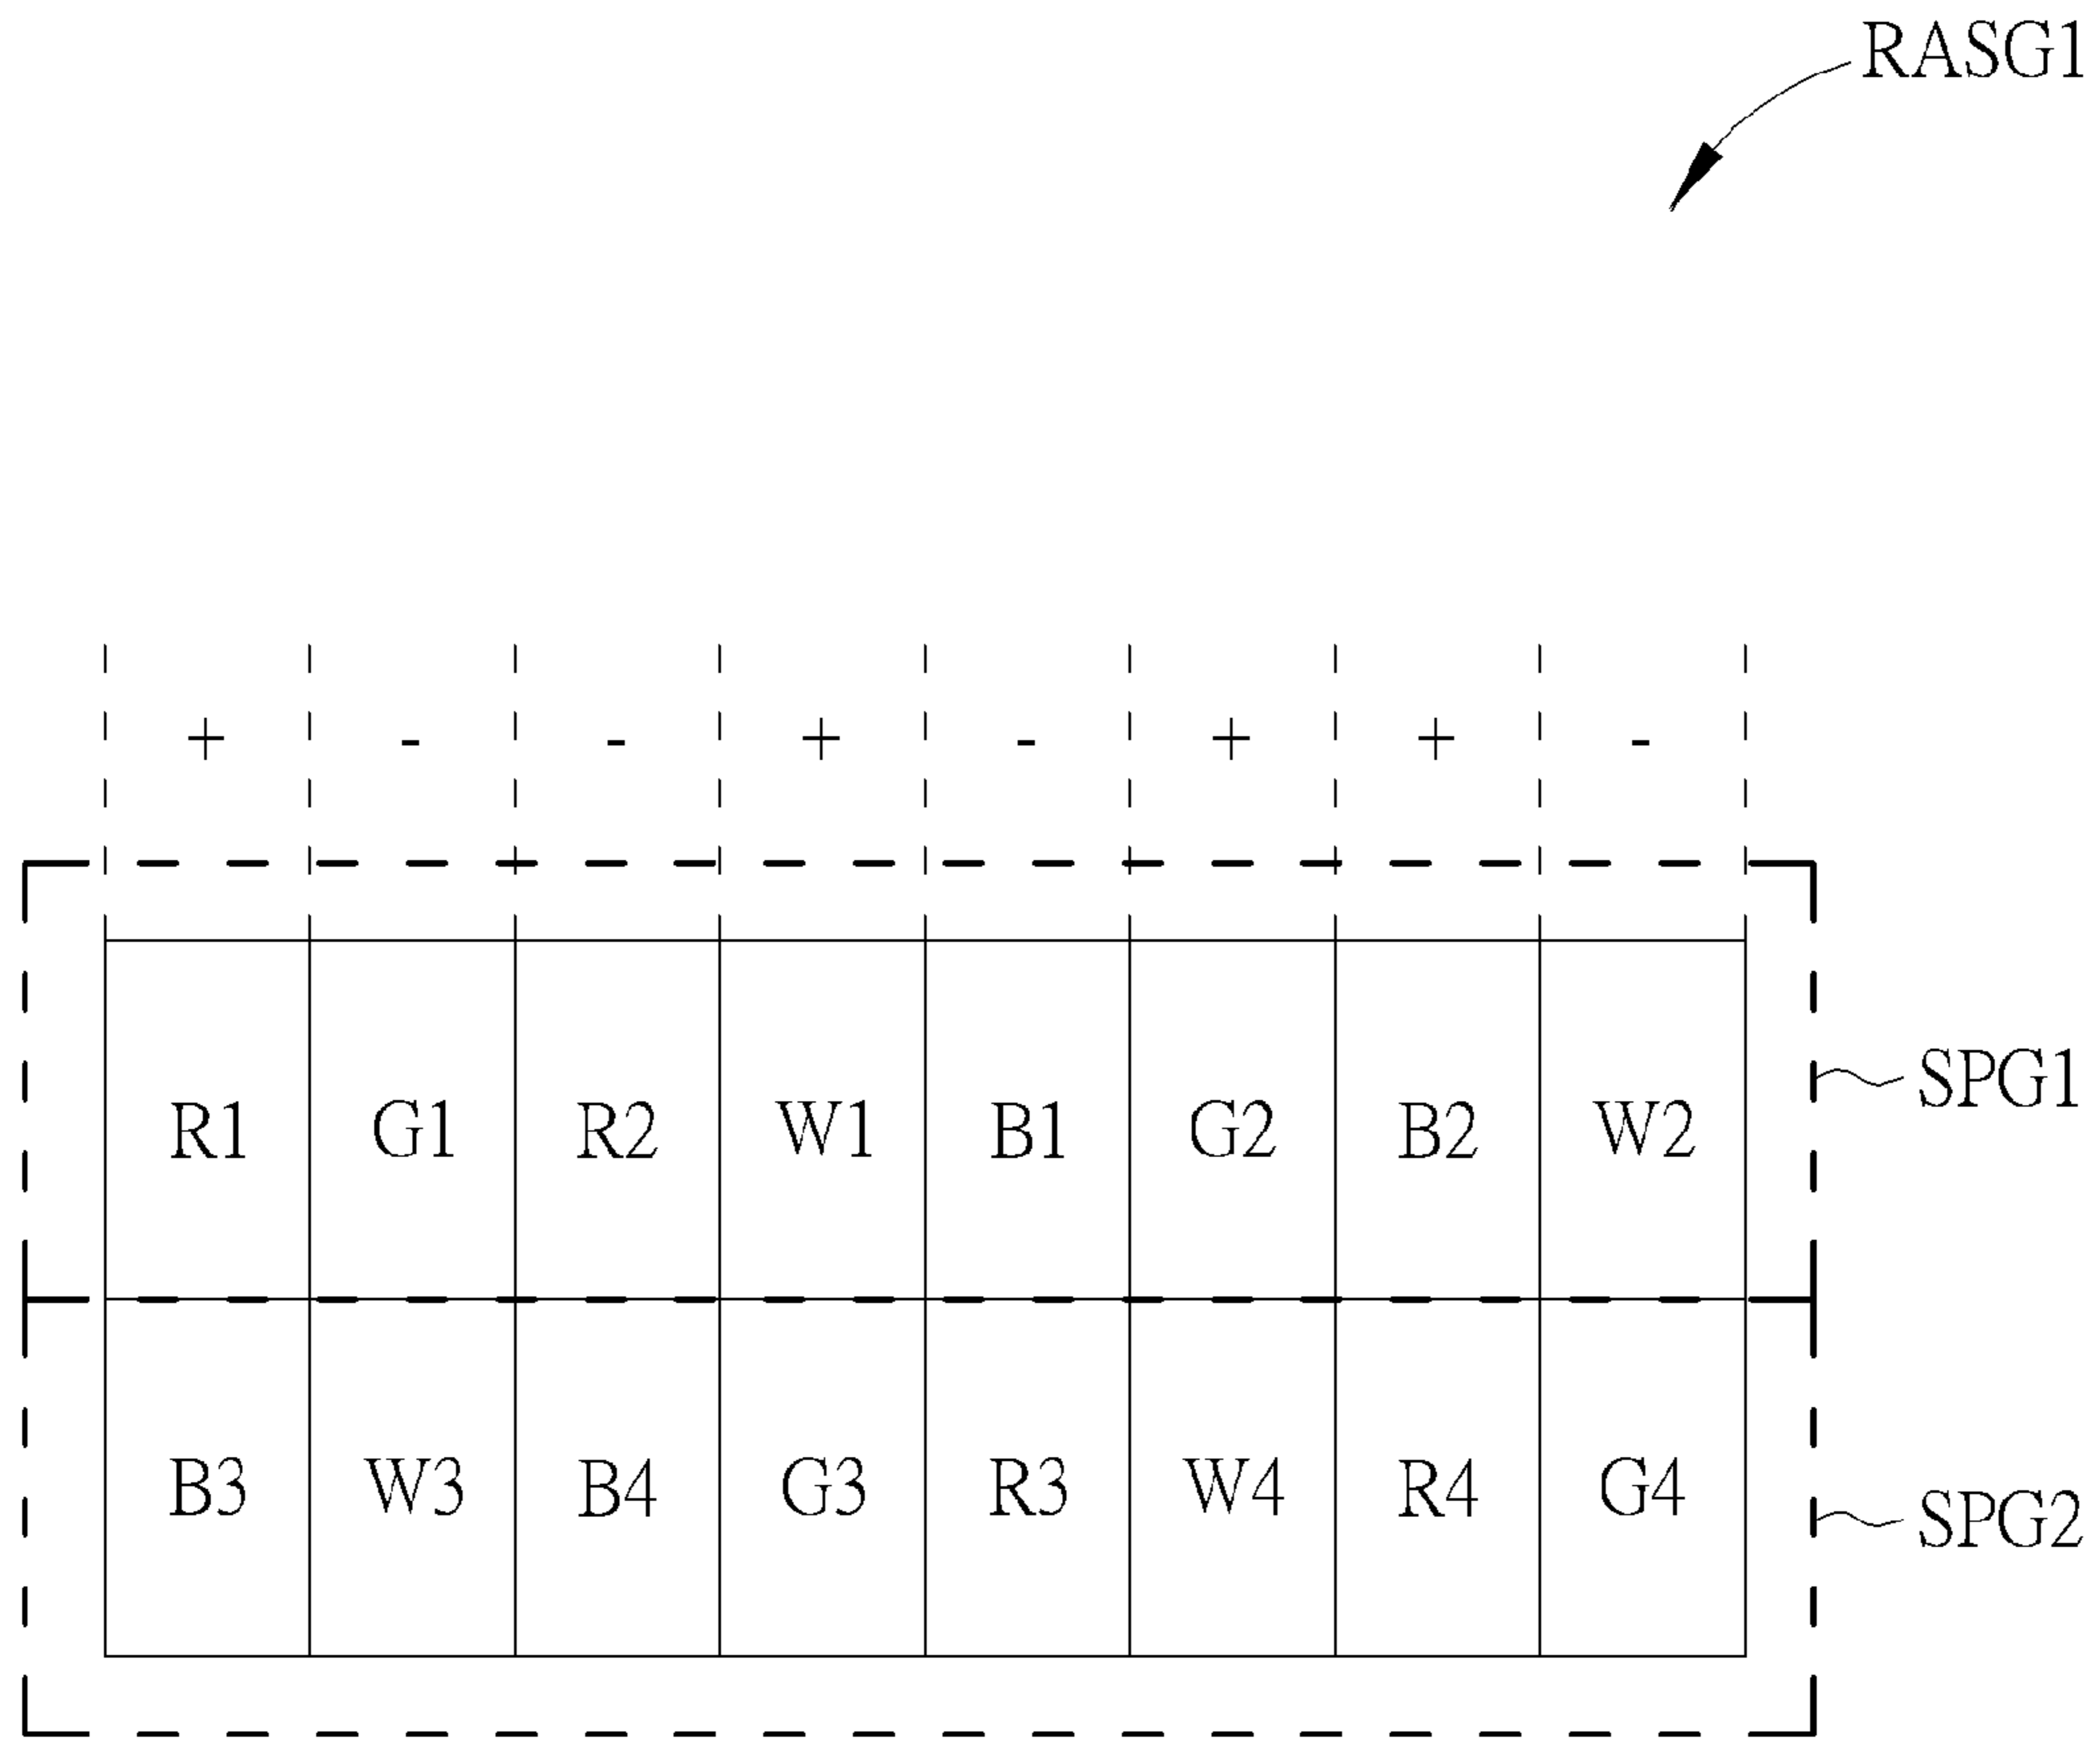 RASG1
+ - - + - + + -
R1 G1 R2 W1 B1 G2 B2 W2
SPG1
B3 W3 B4 G3 R3 W4 R4 G4
SPG2